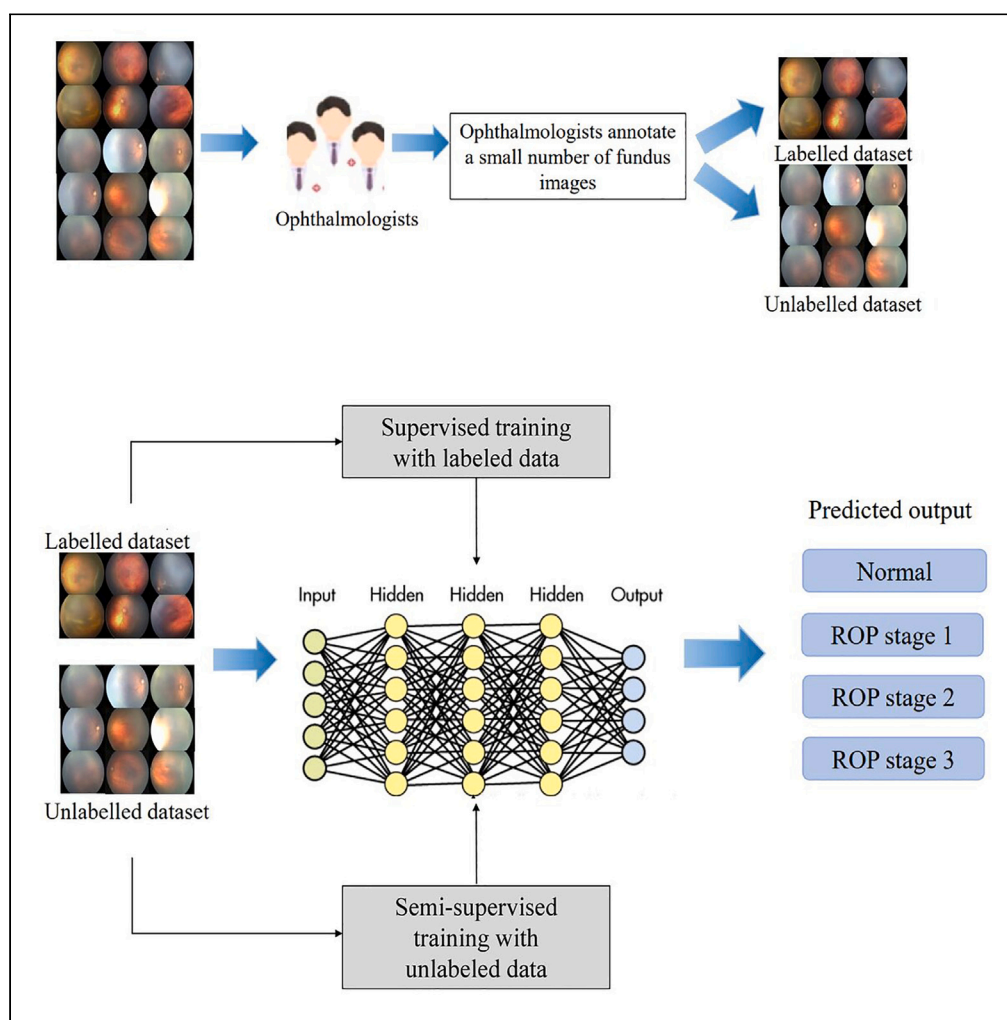 Ophthalmologists
Ophthalmologists annotate
a small number of fundus
images
Labelled dataset
Unlabelled dataset
Supervised training
with labeled data
Labelled dataset
Unlabelled dataset
Input Hidden Hidden Hidden Output
Predicted output
Normal
ROP stage 1
ROP stage 2
ROP stage 3
Semi-supervised
training with
unlabeled data